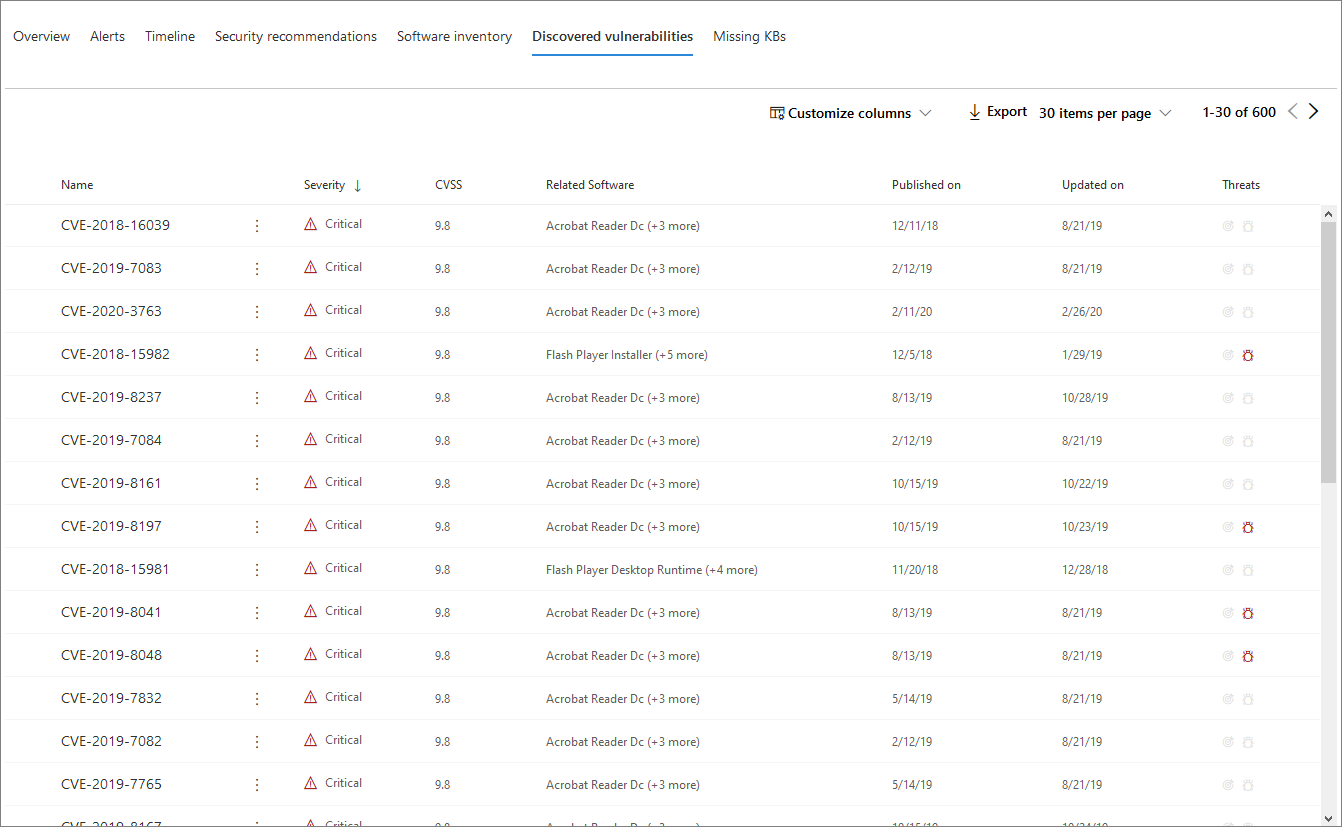 Overview Alerts Timeline Security recommendations Software inventory Discovered vulnerabilities Missing KBs
Customize columns Export 30 items per page 1-30 of 600
Name Severity ↓ CVSS Related Software Published on Updated on Threats
CVE-2018-16039 Critical 9.8 Acrobat Reader Dc (+3 more) 12/11/18 8/21/19
CVE-2019-7083 Critical 9.8 Acrobat Reader Dc (+3 more) 2/12/19 8/21/19
CVE-2020-3763 Critical 9.8 Acrobat Reader Dc (+3 more) 2/11/20 2/26/20
CVE-2018-15982 Critical 9.8 Flash Player Installer (+5 more) 12/5/18 1/29/19
CVE-2019-8237 Critical 9.8 Acrobat Reader Dc (+3 more) 8/13/19 10/28/19
CVE-2019-7084 Critical 9.8 Acrobat Reader Dc (+3 more) 2/12/19 8/21/19
CVE-2019-8161 Critical 9.8 Acrobat Reader Dc (+3 more) 10/15/19 10/22/19
CVE-2019-8197 Critical 9.8 Acrobat Reader Dc (+3 more) 10/15/19 10/23/19
CVE-2018-15981 Critical 9.8 Flash Player Desktop Runtime (+4 more) 11/20/18 12/28/18
CVE-2019-8041 Critical 9.8 Acrobat Reader Dc (+3 more) 8/13/19 8/21/19
CVE-2019-8048 Critical 9.8 Acrobat Reader Dc (+3 more) 8/13/19 8/21/19
CVE-2019-7832 Critical 9.8 Acrobat Reader Dc (+3 more) 5/14/19 8/21/19
CVE-2019-7082 Critical 9.8 Acrobat Reader Dc (+3 more) 2/12/19 8/21/19
CVE-2019-7765 Critical 9.8 Acrobat Reader Dc (+3 more) 5/14/19 8/21/19
Critical